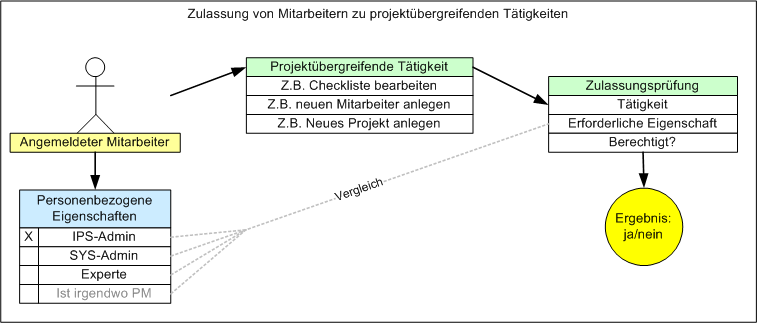 Zulassung von Mitarbeitern zu projektübergreifenden Tätigkeiten
Angemeldeter Mitarbeiter
Projektübergreifende Tätigkeit
Z.B. Checkliste bearbeiten
Z.B. neuen Mitarbeiter anlegen
Z.B. Neues Projekt anlegen
Zulassungsprüfung
Tätigkeit
Erforderliche Eigenschaft
Berechtigt?
Personenbezogene
Eigenschaften
X IPS-Admin
SYS-Admin
Experte
Ist irgendwo PM
Vergleich
Ergebnis:
ja/nein